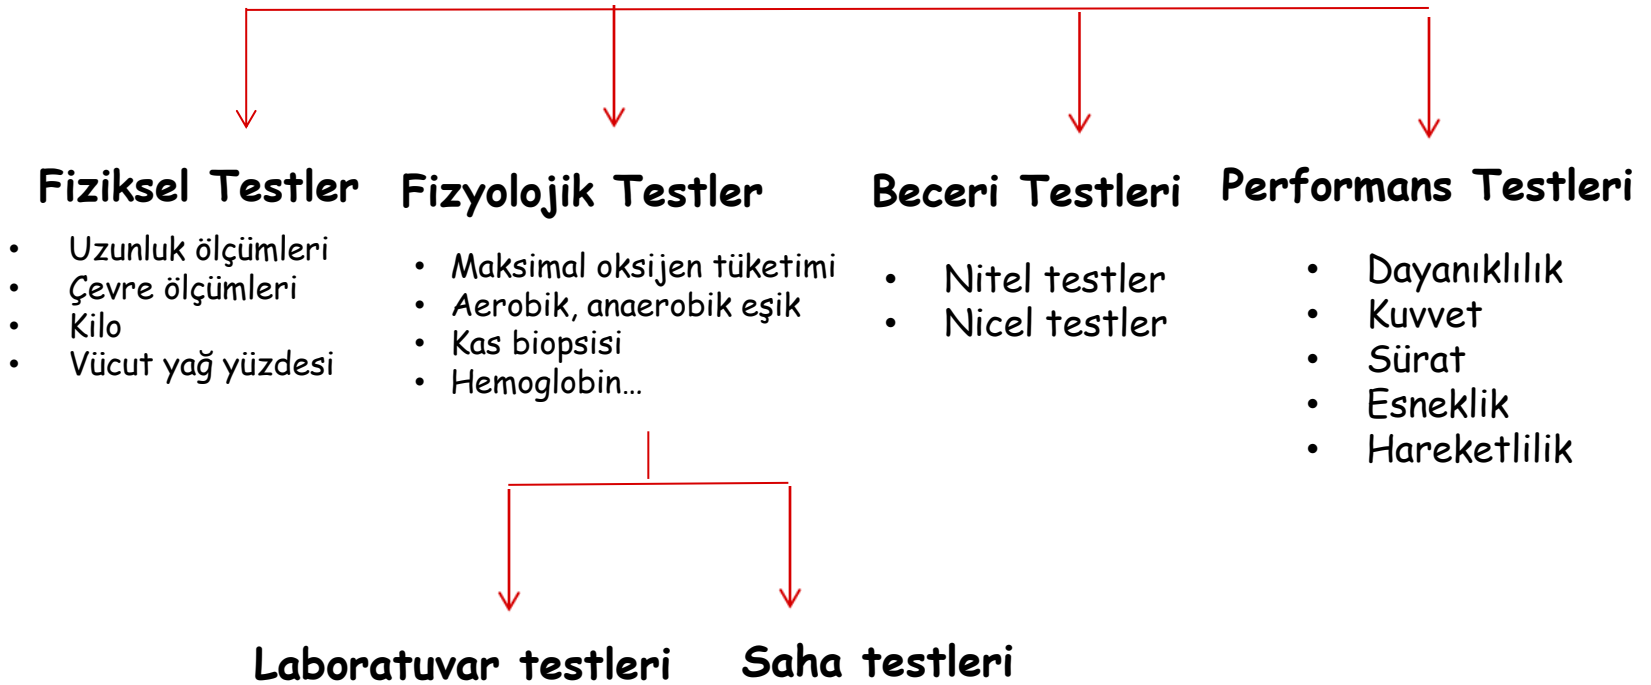 Fiziksel Testler
• Uzunluk ölçümleri
• Çevre ölçümleri
• Kilo
• Vücut yağ yüzdesi
Fizyolojik Testler
• Maksimal oksijen tüketimi
• Aerobik, anaerobik eşik
• Kas biopsisi
• Hemoglobin…
Beceri Testleri
• Nitel testler
• Nicel testler
Performans Testleri
• Dayanıklılık
• Kuvvet
• Sürat
• Esneklik
• Hareketlilik
Laboratuvar testleri
Saha testleri